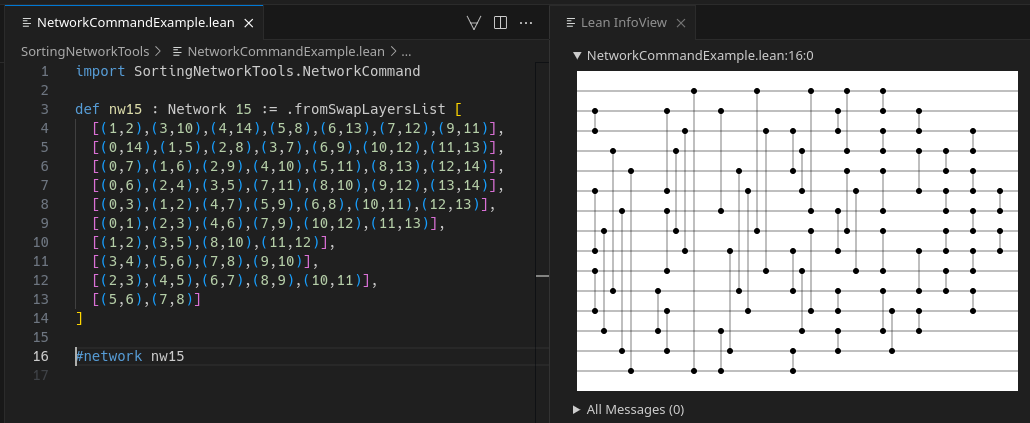 NetworkCommandExample.lean
SortingNetworkTools > NetworkCommandExample.lean > ...
1 import SortingNetworkTools.NetworkCommand
2
3 def nw15 : Network 15 := .fromSwapLayersList [
4 [(1,2),(3,10),(4,14),(5,8),(6,13),(7,12),(9,11)],
5 [(0,14),(1,5),(2,8),(3,7),(6,9),(10,12),(11,13)],
6 [(0,7),(1,6),(2,9),(4,10),(5,11),(8,13),(12,14)],
7 [(0,6),(2,4),(3,5),(7,11),(8,10),(9,12),(13,14)],
8 [(0,3),(1,2),(4,7),(5,9),(6,8),(10,11),(12,13)],
9 [(0,1),(2,3),(4,6),(7,9),(10,12),(11,13)],
10 [(1,2),(3,5),(8,10),(11,12)],
11 [(3,4),(5,6),(7,8),(9,10)],
12 [(2,3),(4,5),(6,7),(8,9),(10,11)],
13 [(5,6),(7,8)]
14 ]
15
16 #network nw15
17
Lean InfoView
NetworkCommandExample.lean:16:0
All Messages (0)